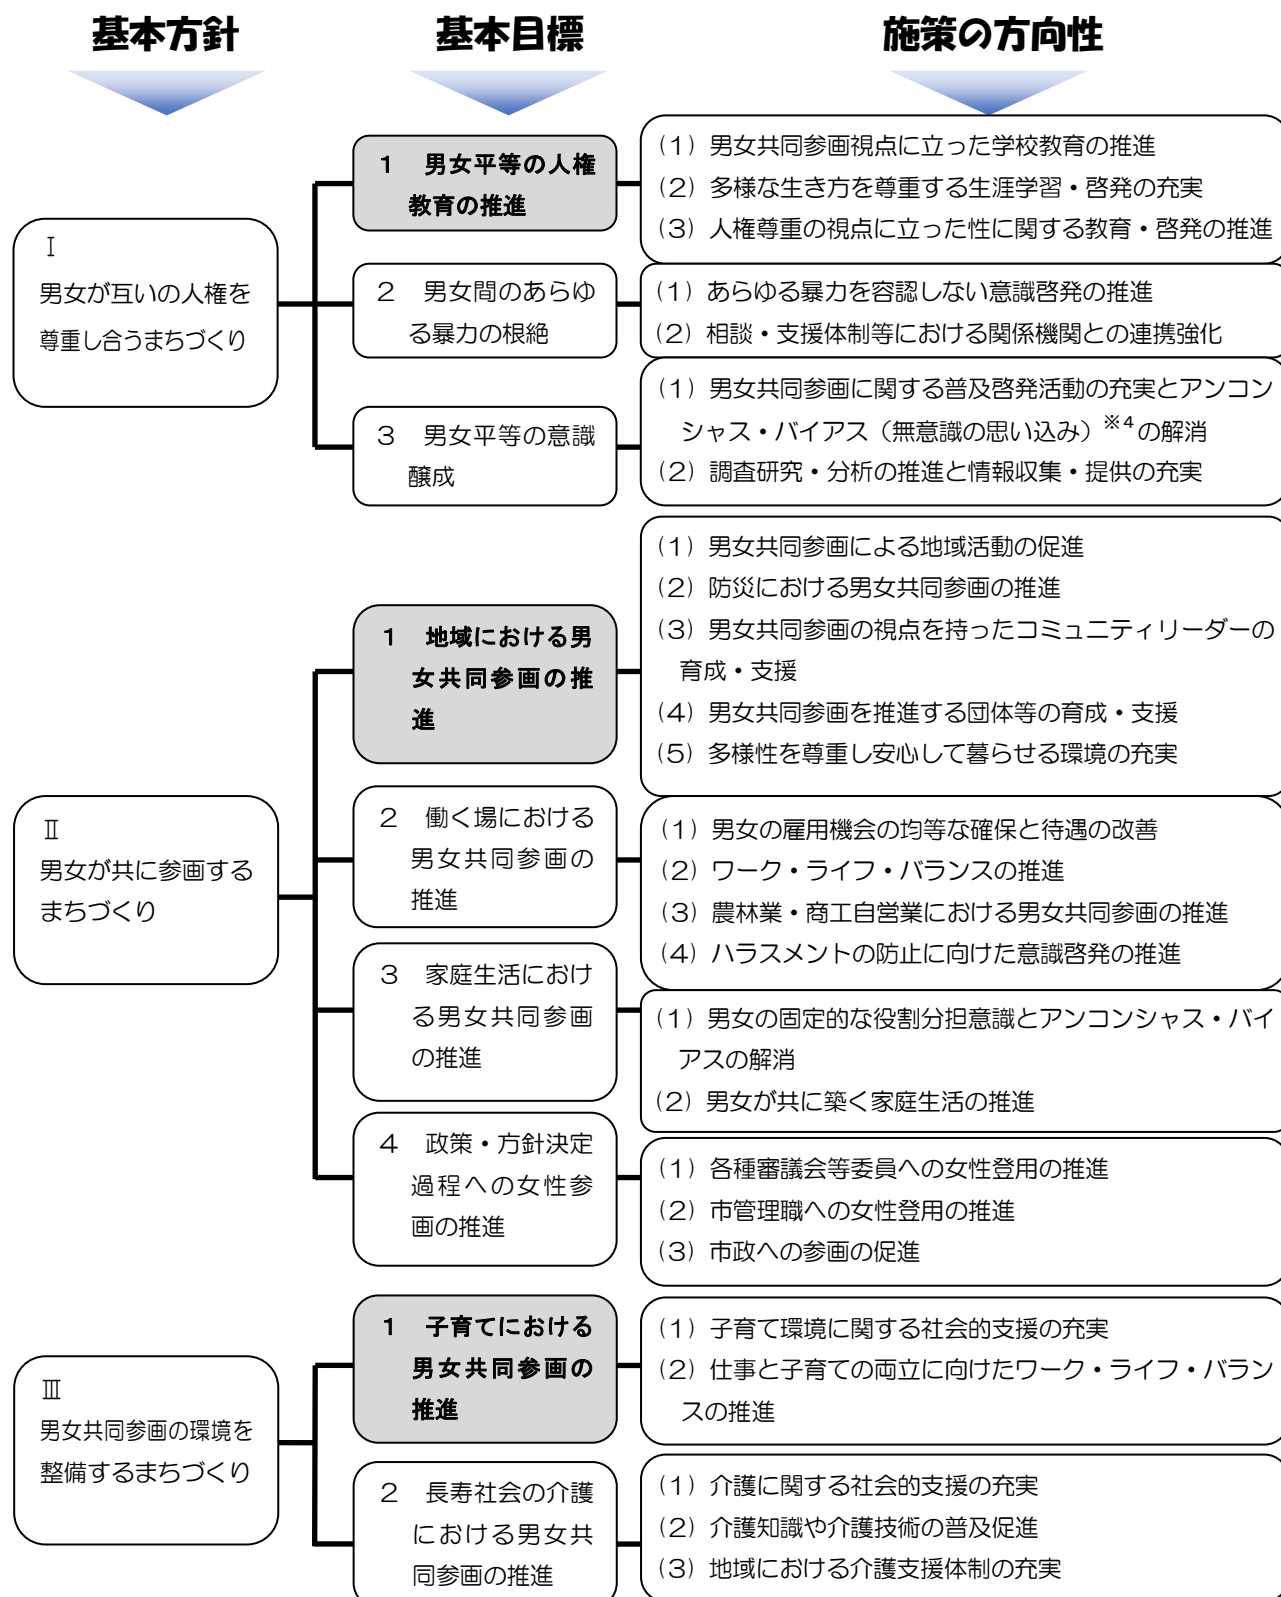 基本方針
基本目標
施策の方向性
Ⅰ
男女が互いの人権を
尊重し合うまちづくり
１　男女平等の人権
教育の推進
(1) 男女共同参画視点に立った学校教育の推進
(2) 多様な生き方を尊重する生涯学習・啓発の充実
(3) 人権尊重の視点に立った性に関する教育・啓発の推進
２　男女間のあらゆ
る暴力の根絶
(1) あらゆる暴力を容認しない意識啓発の推進
(2) 相談・支援体制等における関係機関との連携強化
３　男女平等の意識
醸成
(1) 男女共同参画に関する普及啓発活動の充実とアンコン
シャス・バイアス（無意識の思い込み）※4の解消
(2) 調査研究・分析の推進と情報収集・提供の充実
Ⅱ
男女が共に参画する
まちづくり
１　地域における男
女共同参画の推
進
(1) 男女共同参画による地域活動の促進
(2) 防災における男女共同参画の推進
(3) 男女共同参画の視点を持ったコミュニティリーダーの
育成・支援
(4) 男女共同参画を推進する団体等の育成・支援
(5) 多様性を尊重し安心して暮らせる環境の充実
２　働く場における
男女共同参画の
推進
(1) 男女の雇用機会の均等な確保と待遇の改善
(2) ワーク・ライフ・バランスの推進
(3) 農林業・商工自営業における男女共同参画の推進
(4) ハラスメントの防止に向けた意識啓発の推進
３　家庭生活におけ
る男女共同参画
の推進
(1) 男女の固定的な役割分担意識とアンコンシャス・バイ
アスの解消
(2) 男女が共に築く家庭生活の推進
４　政策・方針決定
過程への女性参
画の推進
(1) 各種審議会等委員への女性登用の推進
(2) 市管理職への女性登用の推進
(3) 市政への参画の促進
Ⅲ
男女共同参画の環境を
整備するまちづくり
１　子育てにおける
男女共同参画の
推進
(1) 子育て環境に関する社会的支援の充実
(2) 仕事と子育ての両立に向けたワーク・ライフ・バラン
スの推進
２　長寿社会の介護
における男女共
同参画の推進
(1) 介護に関する社会的支援の充実
(2) 介護知識や介護技術の普及促進
(3) 地域における介護支援体制の充実